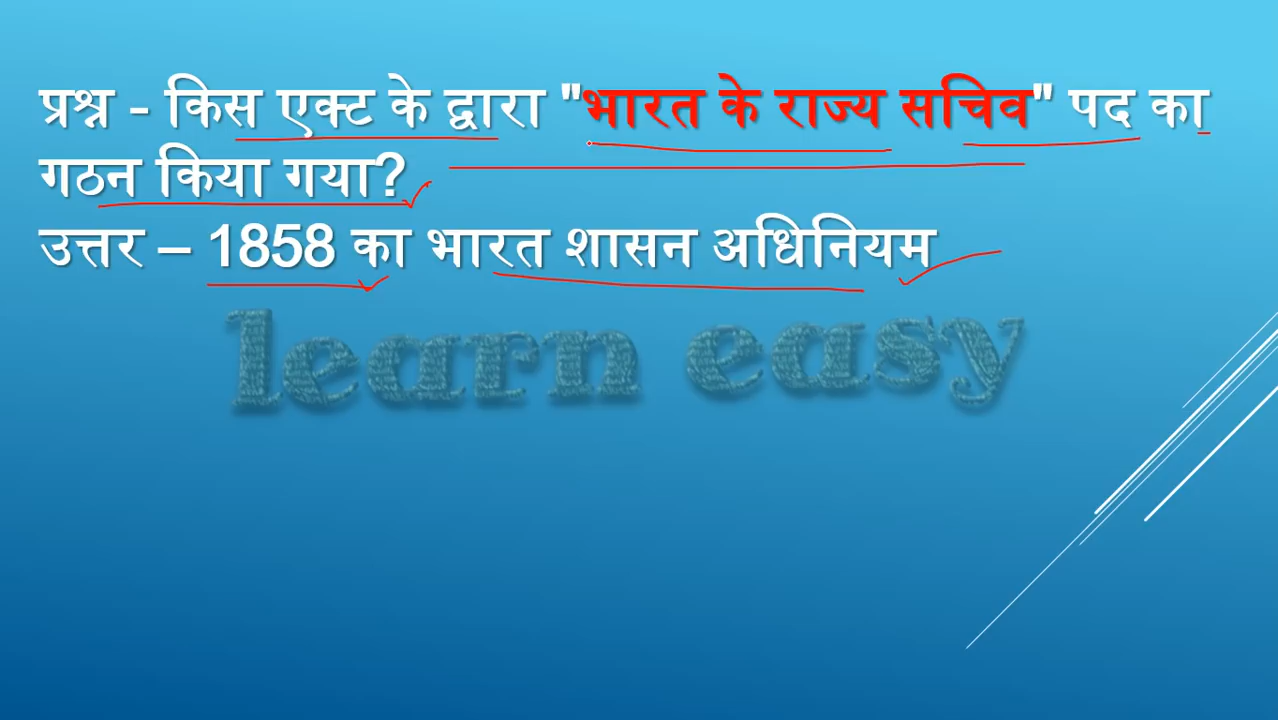 प्रश्न - किस एक्ट के द्वारा "भारत के राज्य सचिव" पद का
गठन किया गया?
उत्तर – 1858 का भारत शासन अधिनियम
learn easy